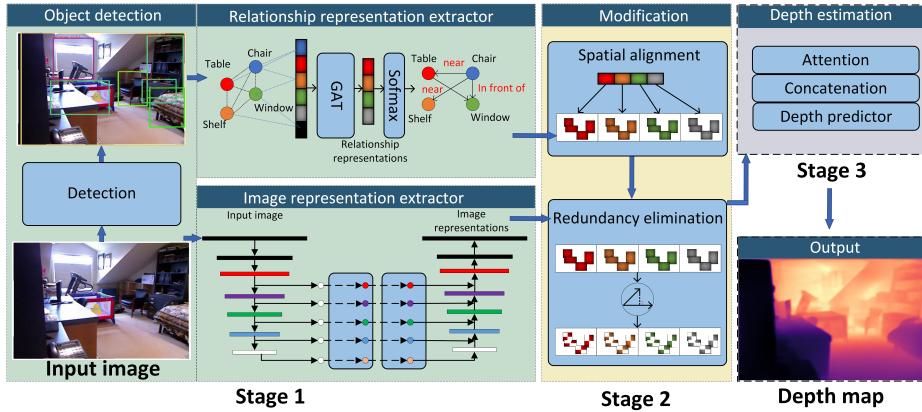 Object detection
Detection
Input image
Relationship representation extractor
Table
Chair
Window
Shelf
GAT
Relationship
representations
Softmax
Table
near
Chair
near
In front of
Shelf
Window
Image representation extractor
Input image
Image
representations
Stage 1
Modification
Spatial alignment
Redundancy elimination
Stage 2
Depth estimation
Attention
Concatenation
Depth predictor
Stage 3
Output
Depth map